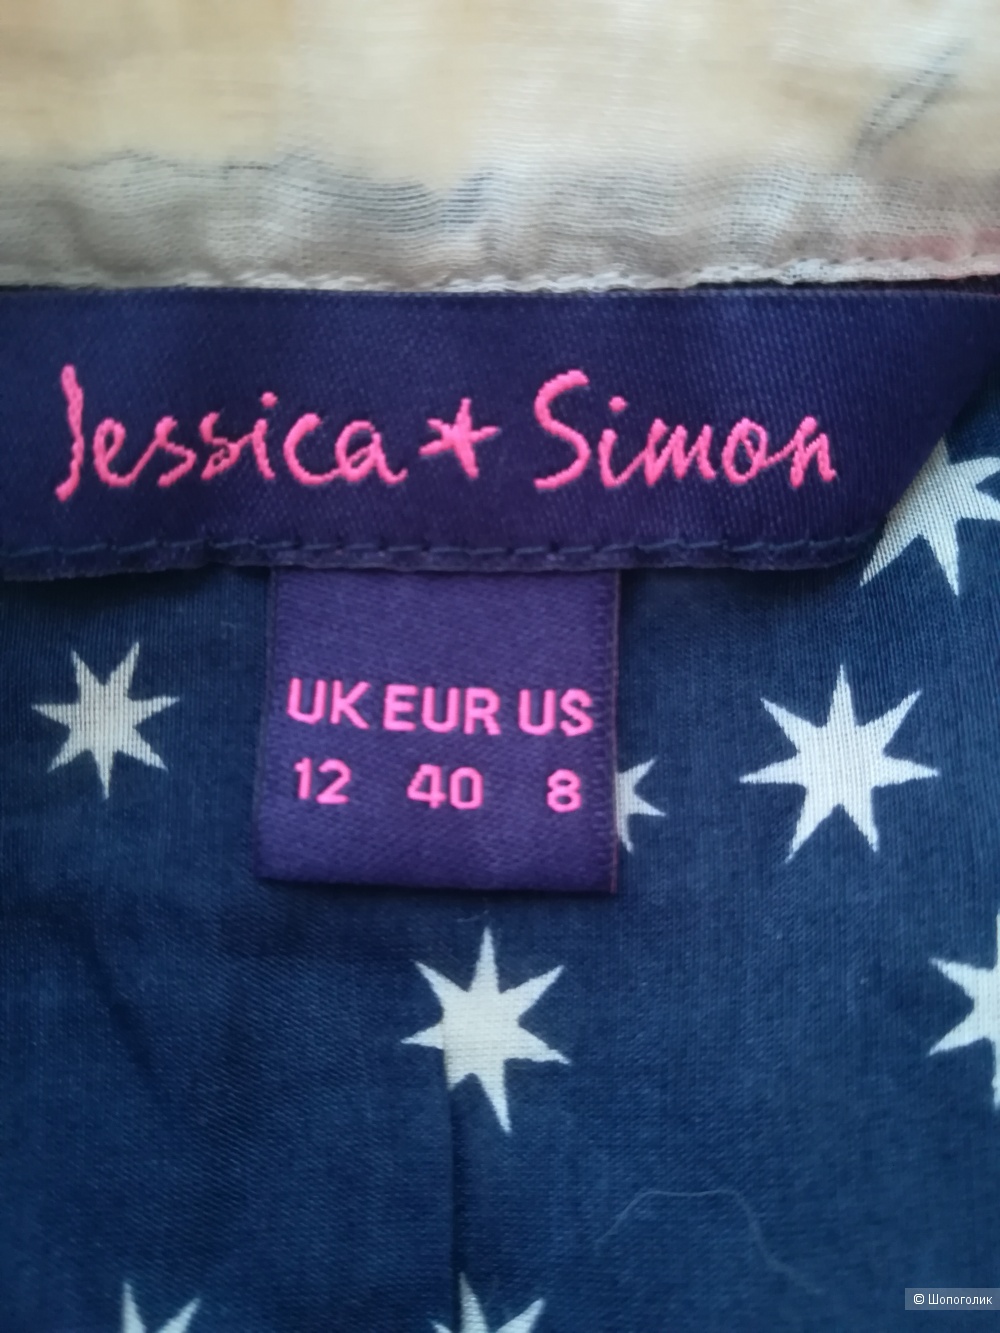 Jessica★Simon
UK EUR US
12 40 8
© Шопоголик